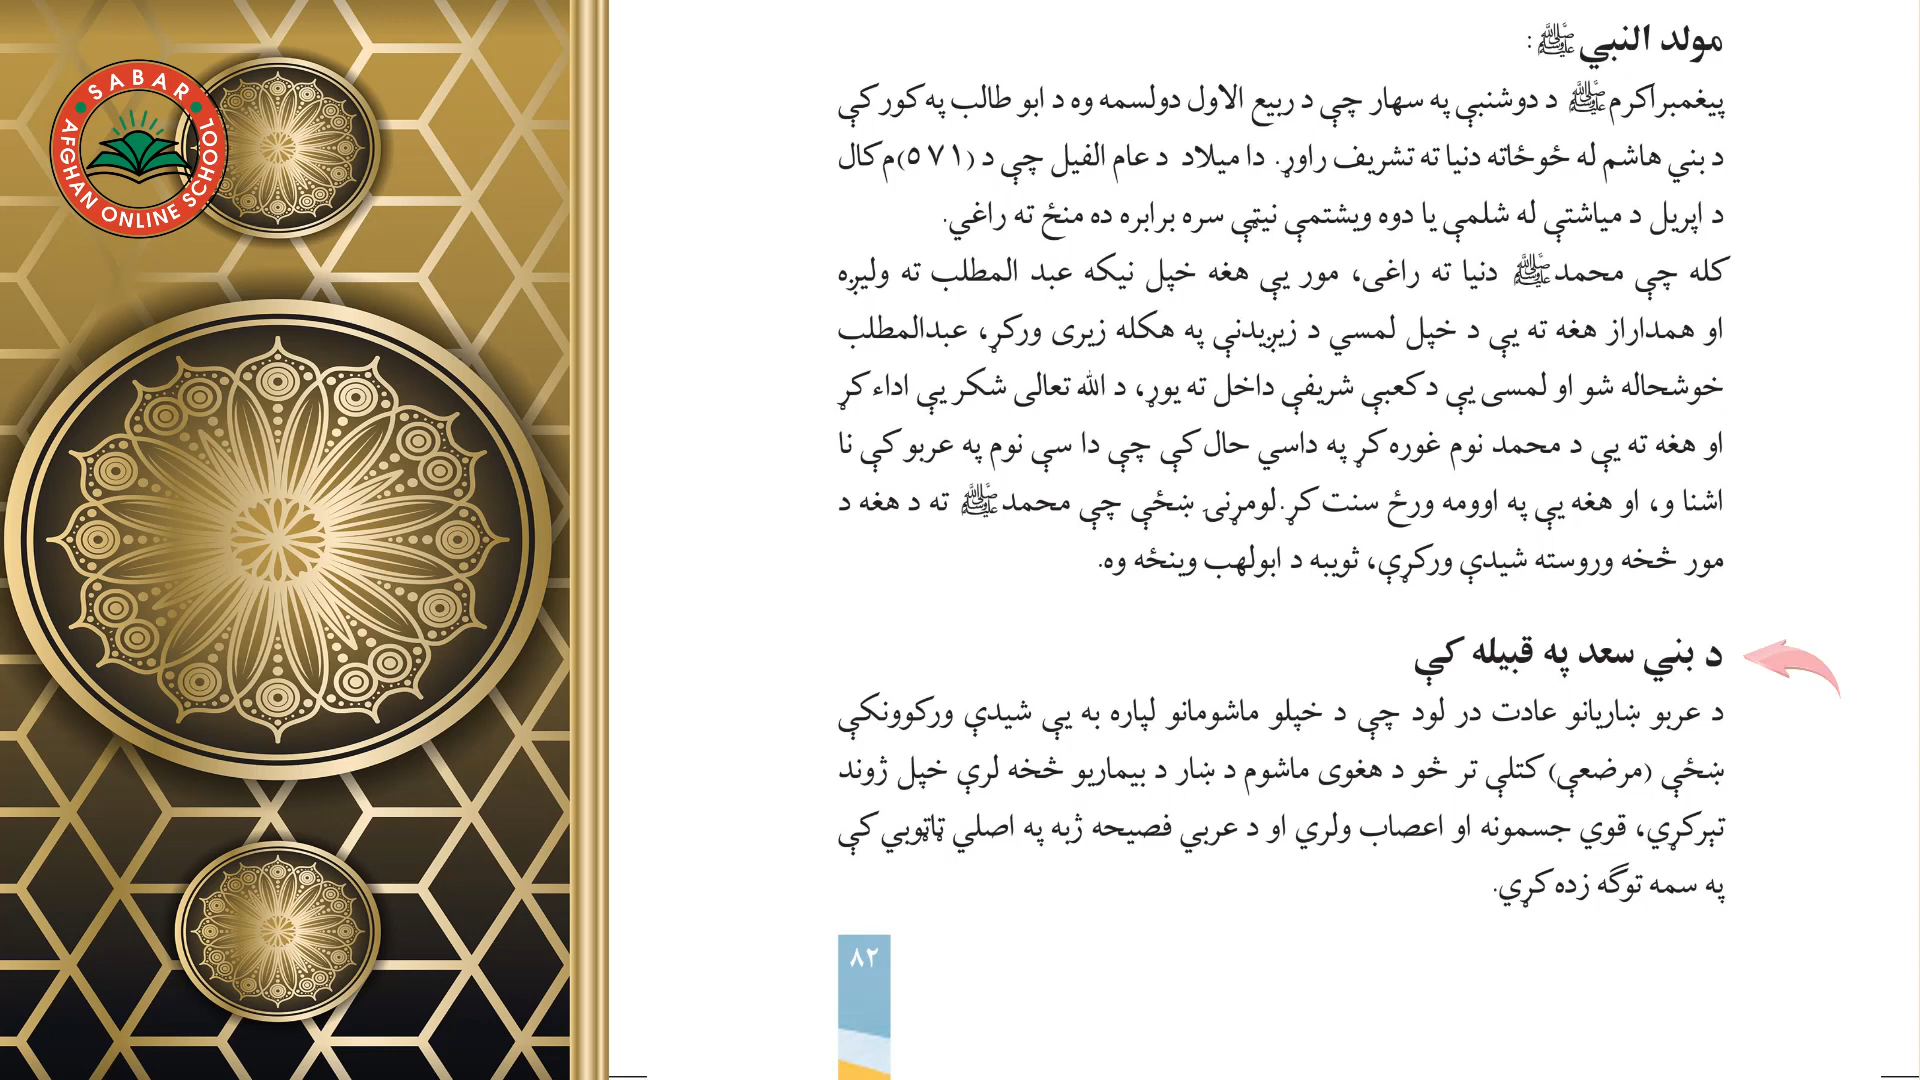 SABAR
AFGHAN ONLINE SCHOOL
مولد النبي ﷺ:
پیغمبراکرم ﷺ د دوشنبې په سهار چې د ربیع الاول دولسمه وه د ابو طالب په کور کې
د بني هاشم له څوڅاته دنیا ته تشریف راوړ. دا میلاد د عام الفیل چې د (۵۷۱)م کال
د اپریل د میاشتې له شلمې یا دوه ویشتمې نیټې سره برابره ده منځ ته راغي.
کله چې محمد ﷺ دنیا ته راغی، مور یې هغه خپل نیکه عبد المطلب ته ولیږه
او همداراز هغه ته یې د خپل لمسي د زیږیدنې په هکله زیری ورکړ، عبدالمطلب
خوشحاله شو او لمسی یې د کعبې شریفې داخل ته یوړ، د الله تعالی شکر یې اداء کړ
او هغه ته یې د محمد نوم غوره کړ په داسې حال کې چې دا سې نوم په عربو کې نا
اشنا و، او هغه یې په اوومه ورځ سنت کړ.لومړنۍ ښځې چې محمد ﷺ ته د هغه د
مور څخه وروسته شیدې ورکړې، ثویبه د ابولهب وینځه وه.
د بني سعد په قبیله کې
د عربو ښاریانو عادت در لود چې د خپلو ماشومانو لپاره به یې شیدې ورکوونکې
ښځې (مرضعې) کتلې تر څو د هغوی ماشوم د ښار د بیماریو څخه لرې خپل ژوند
تېرکړي، قوي جسمونه او اعصاب ولري او د عربي فصیحه ژبه په اصلي ټاټوبي کې
په سمه توګه زده کړي.
۸۲